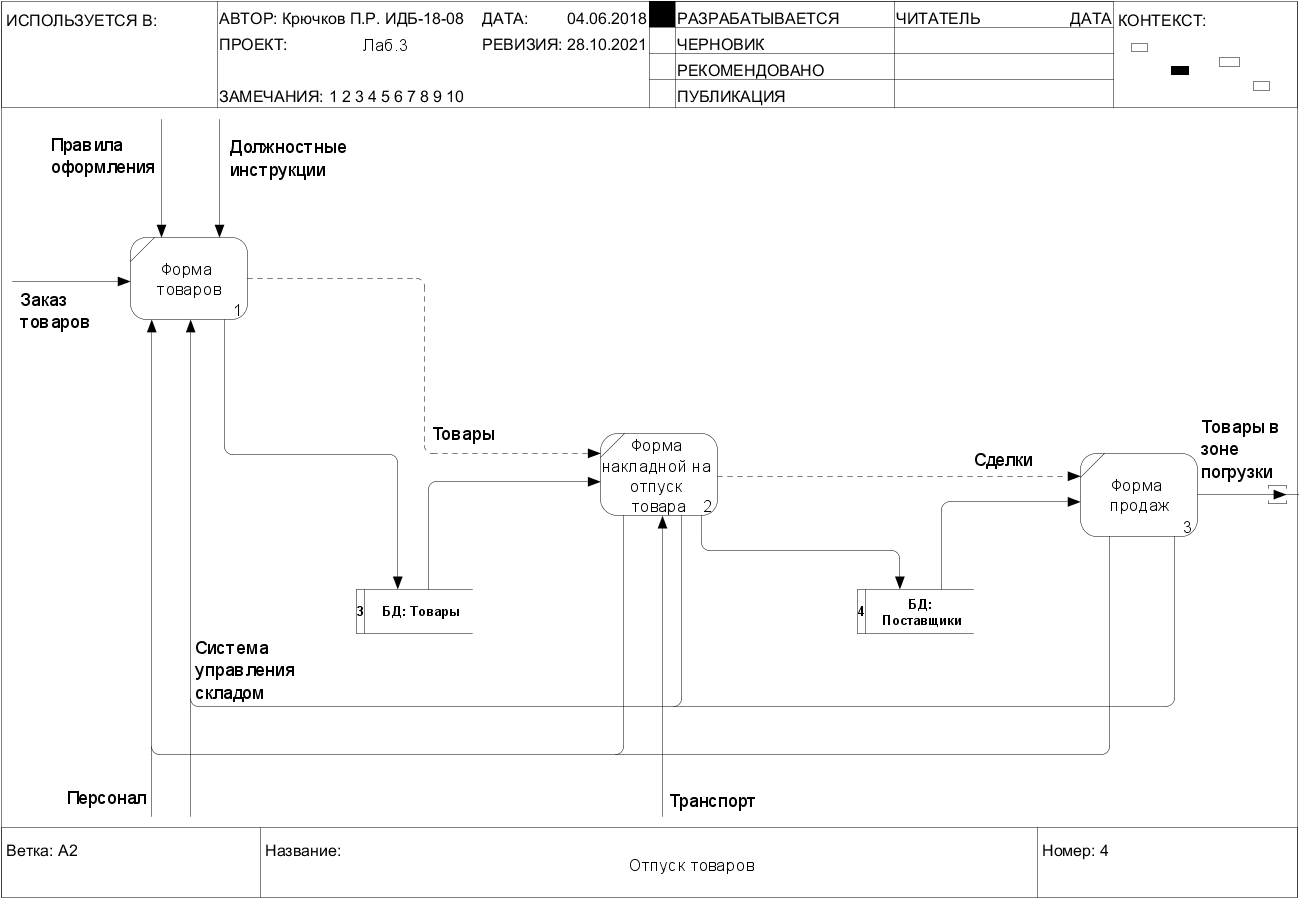 ИСПОЛЬЗУЕТСЯ В:
АВТОР: Крючков П.Р. ИДБ-18-08
ДАТА: 04.06.2018
ПРОЕКТ: Лаб.3
РЕВИЗИЯ: 28.10.2021
ЗАМЕЧАНИЯ: 1 2 3 4 5 6 7 8 9 10
РАЗРАБАТЫВАЕТСЯ
ЧЕРНОВИК
РЕКОМЕНДОВАНО
ПУБЛИКАЦИЯ
ЧИТАТЕЛЬ
ДАТА
КОНТЕКСТ:
Правила
оформления
Должностные
инструкции
Заказ
товаров
Форма
товаров
1
Товары
Форма
накладной на
отпуск
товара
2
Сделки
Форма
продаж
3
Товары в
зоне
погрузки
3
БД: Товары
4
БД:
Поставщики
Система
управления
складом
Персонал
Транспорт
Ветка: A2
Название:
Отпуск товаров
Номер: 4